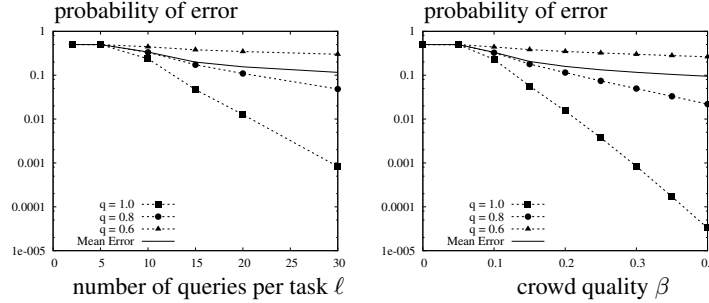 probability of error
1
0.1
0.01
0.001
0.0001
1e-005
q = 1.0
q = 0.8
q = 0.6
Mean Error
0 5 10 15 20 25 30
number of queries per task ℓ
probability of error
1
0.1
0.01
0.001
0.0001
1e-005
q = 1.0
q = 0.8
q = 0.6
Mean Error
0 0.1 0.2 0.3
crowd quality β